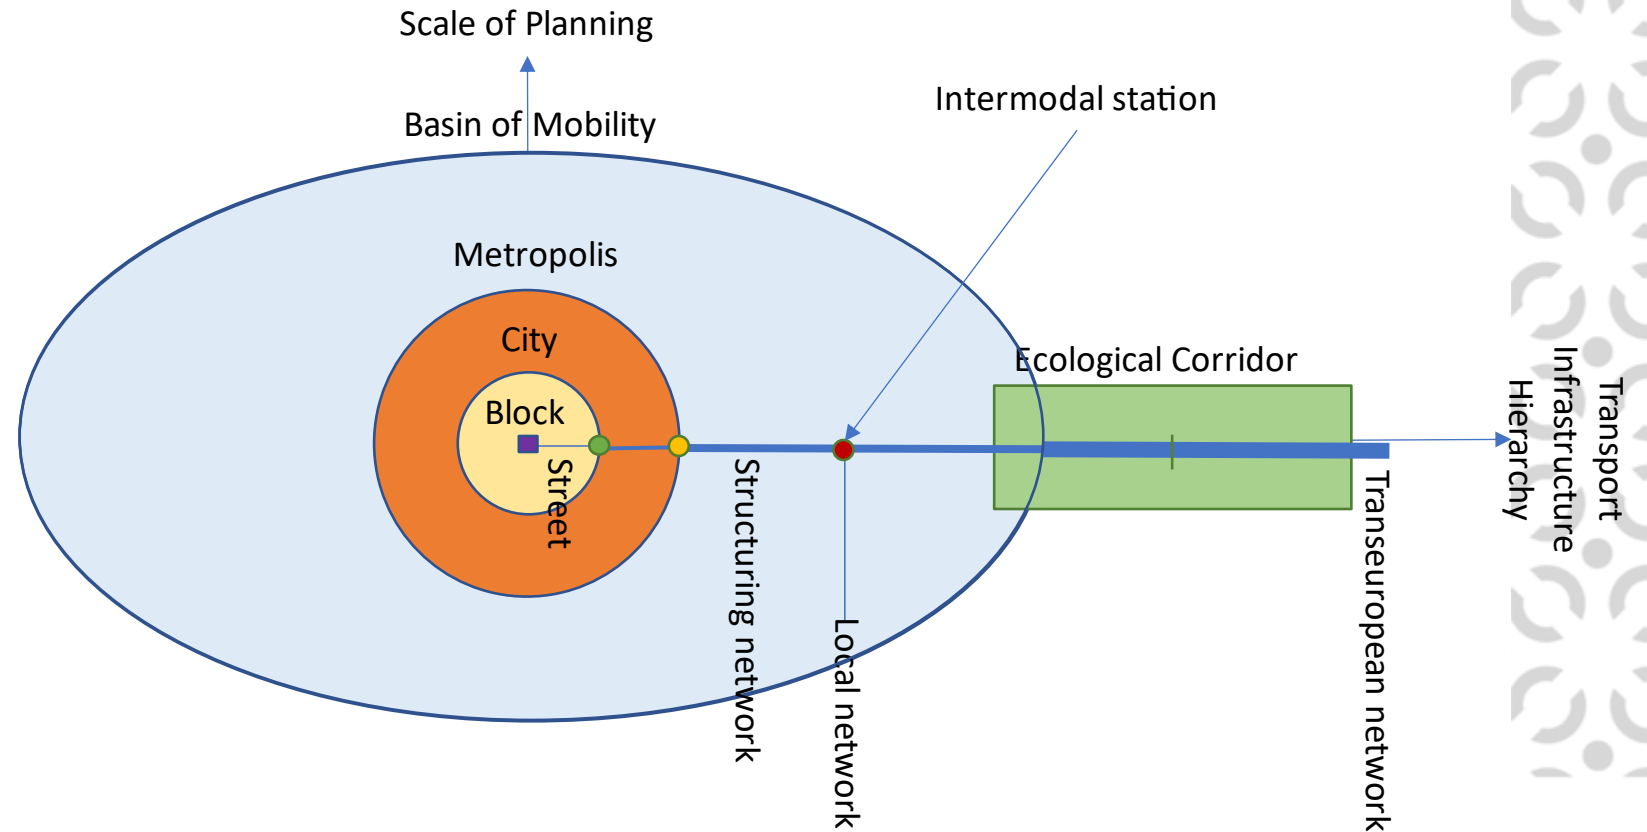 Scale of Planning
Basin of Mobility
Intermodal station
Metropolis
City
Block
Street
Ecological Corridor
Structuring network
Local network
Transeuropean network
Transport
Infrastructure
Hierarchy